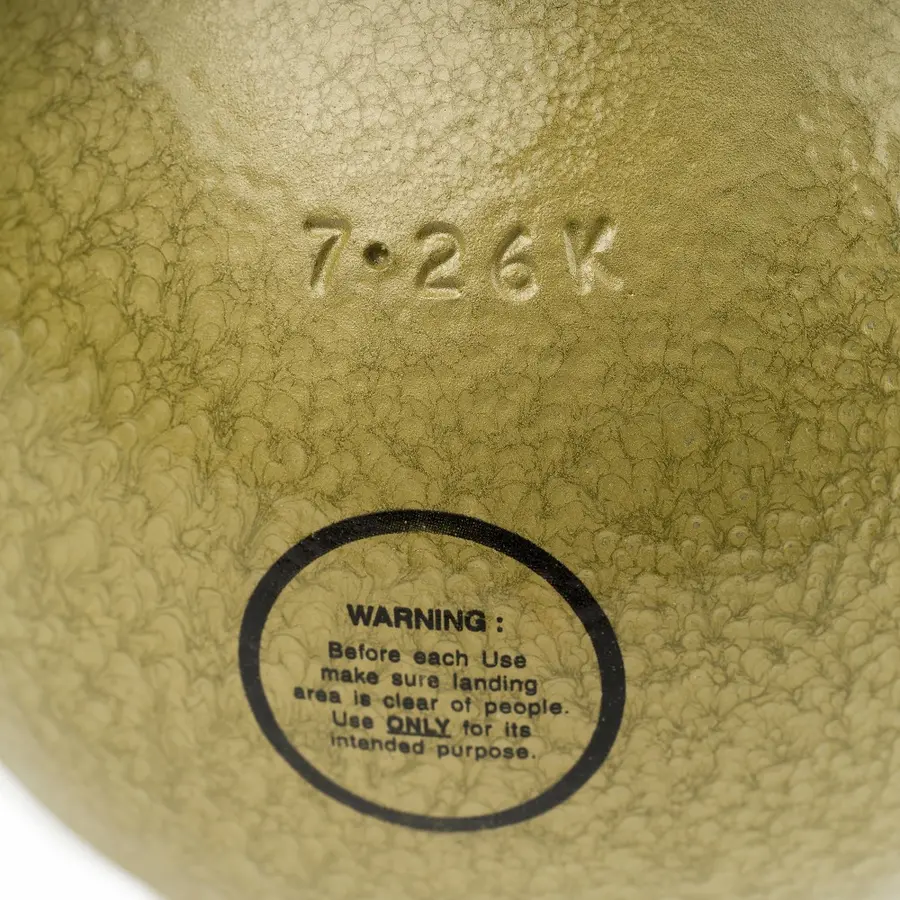 7·26K
WARNING :
Before each Use
make sure landing
area is clear of people.
Use ONLY for its
intended purpose.